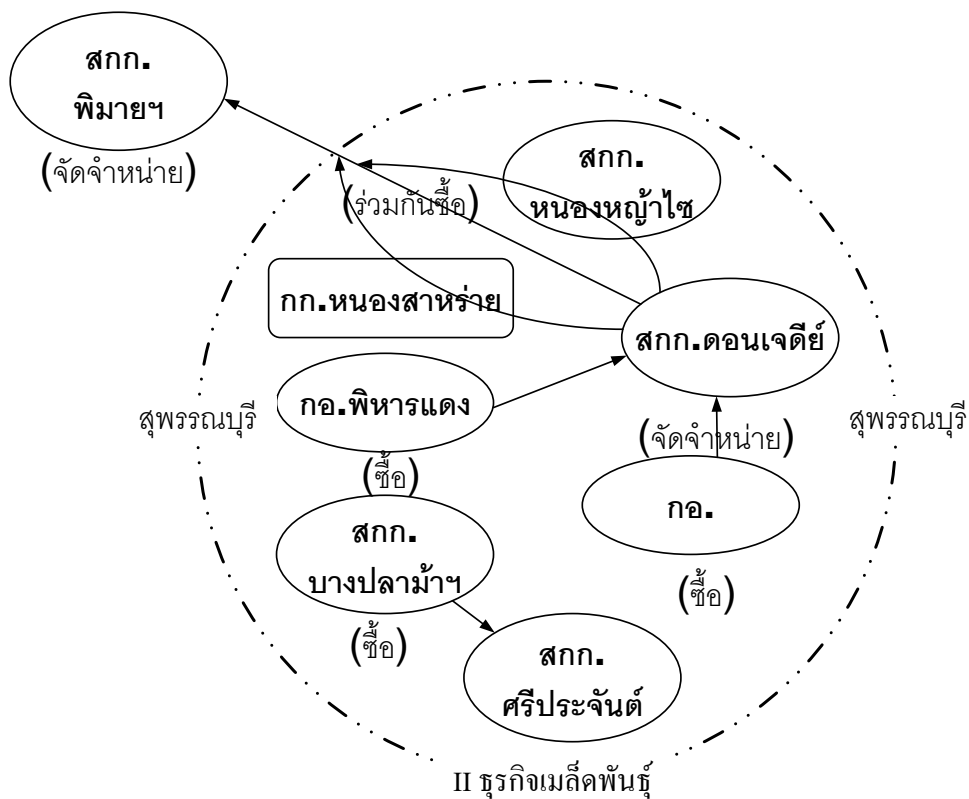 สกก.
พิมายฯ
(จัดจำหน่าย)
สกก.
หนองหญ้าไซ
(ร่วมกันซื้อ)
กก.หนองสาหร่าย
สกก.ดอนเจดีย์
กอ.พิหารแดง
สุพรรณบุรี
สุพรรณบุรี
(จัดจำหน่าย)
(ซื้อ)
กอ.
สกก.
บางปลาม้าฯ
(ซื้อ)
(ซื้อ)
สกก.
ศรีประจันต์
II ธุรกิจเมล็ดพันธุ์